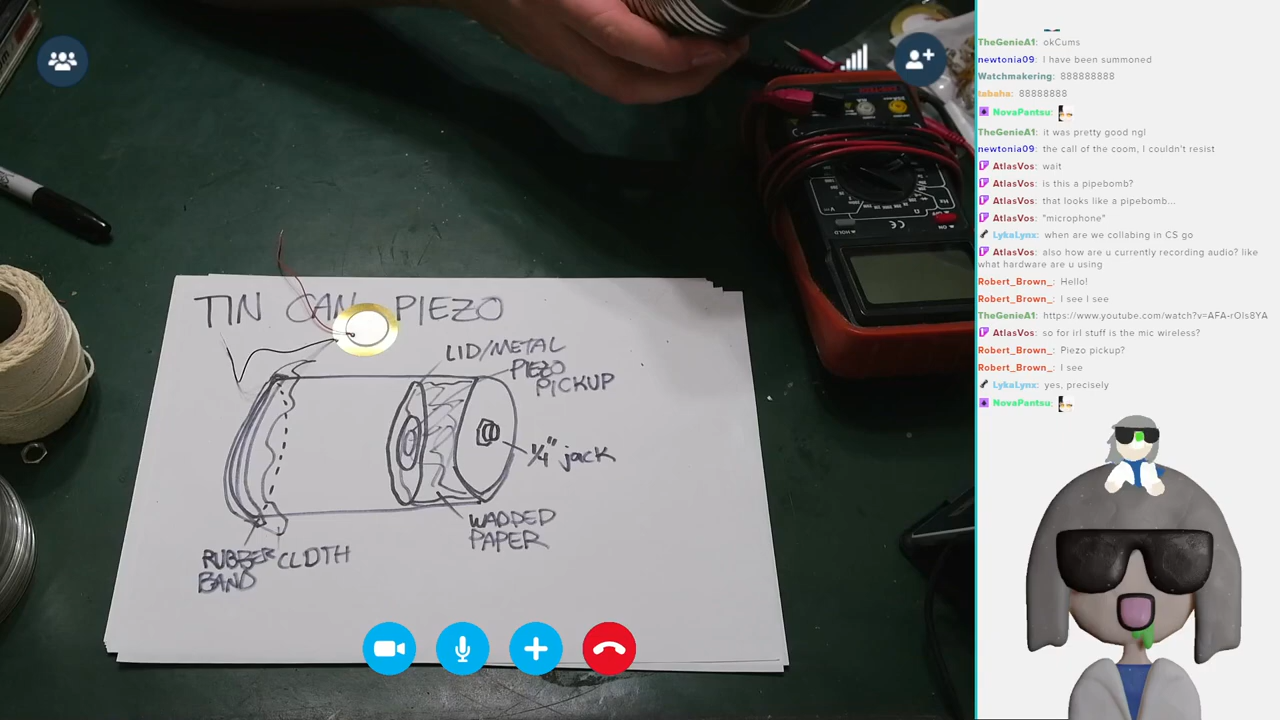 TIN CAN PIEZO
LID/METAL
PIEZO
PICKUP
1/4" jack
WADDED
PAPER
RUBBER
BAND
CLOTH
HOLD
CE
TheGenieA1: okCums
newtonia09: I have been summoned
Watchmakering: 888888888
tabaha: 88888888
NovaPantsu:
TheGenieA1: it was pretty good ngl
newtonia09: the call of the coom, I couldn't resist
AtlasVos: wait
AtlasVos: is this a pipebomb?
AtlasVos: that looks like a pipebomb...
AtlasVos: "microphone"
LykaLynx: when are we collabing in CS go
AtlasVos: also how are u currently recording audio? like
what hardware are u using
Robert_Brown_: Hello!
Robert_Brown_: I see I see
TheGenieA1: https://www.youtube.com/watch?v=AFA-rOls8YA
AtlasVos: so for irl stuff is the mic wireless?
Robert_Brown_: Piezo pickup?
Robert_Brown_: I see
LykaLynx: yes, precisely
NovaPantsu: